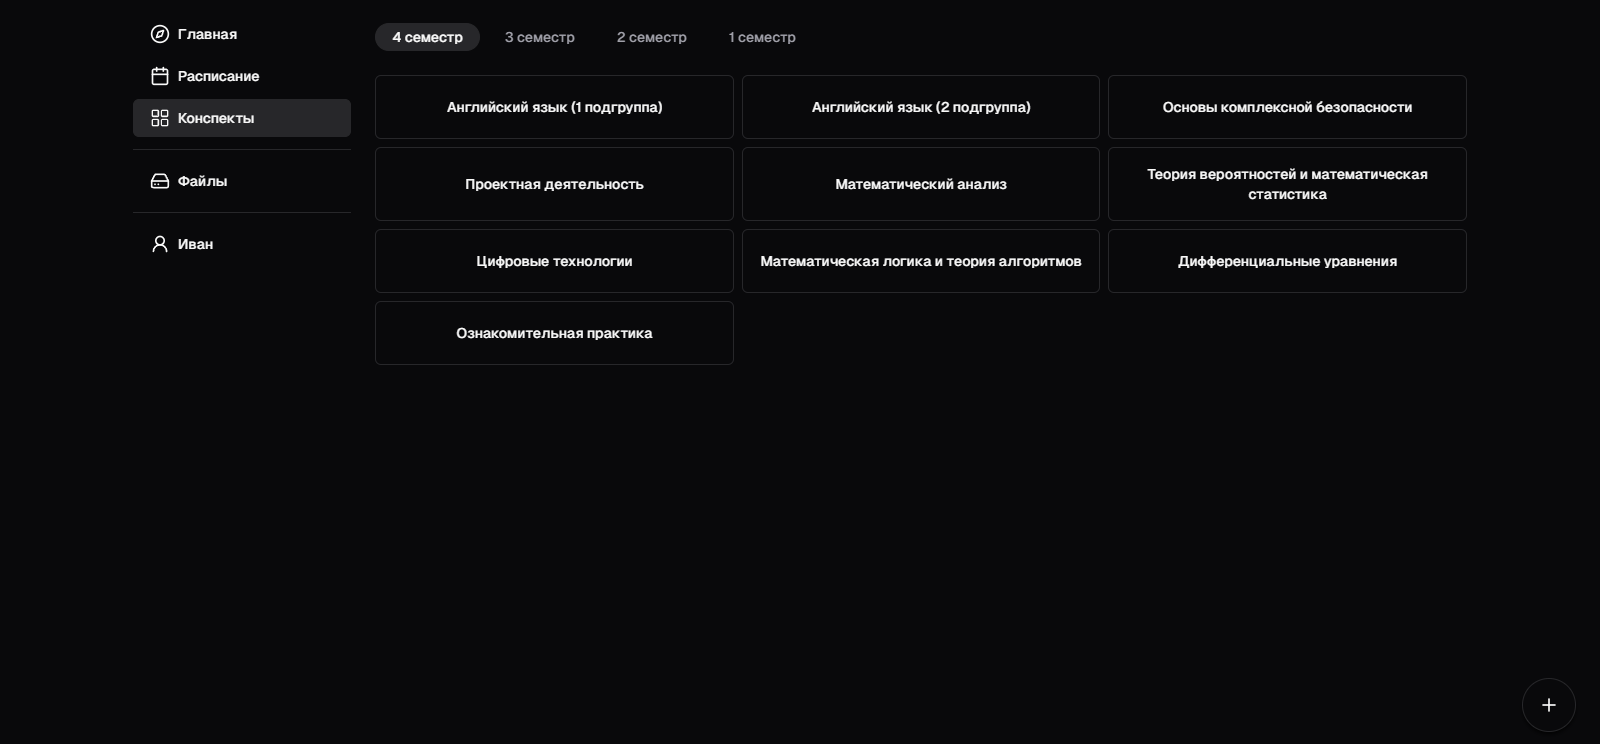 Главная
Расписание
Конспекты
Файлы
Иван
4 семестр
3 семестр
2 семестр
1 семестр
Английский язык (1 подгруппа)
Английский язык (2 подгруппа)
Основы комплексной безопасности
Проектная деятельность
Математический анализ
Теория вероятностей и математическая
статистика
Цифровые технологии
Математическая логика и теория алгоритмов
Дифференциальные уравнения
Ознакомительная практика